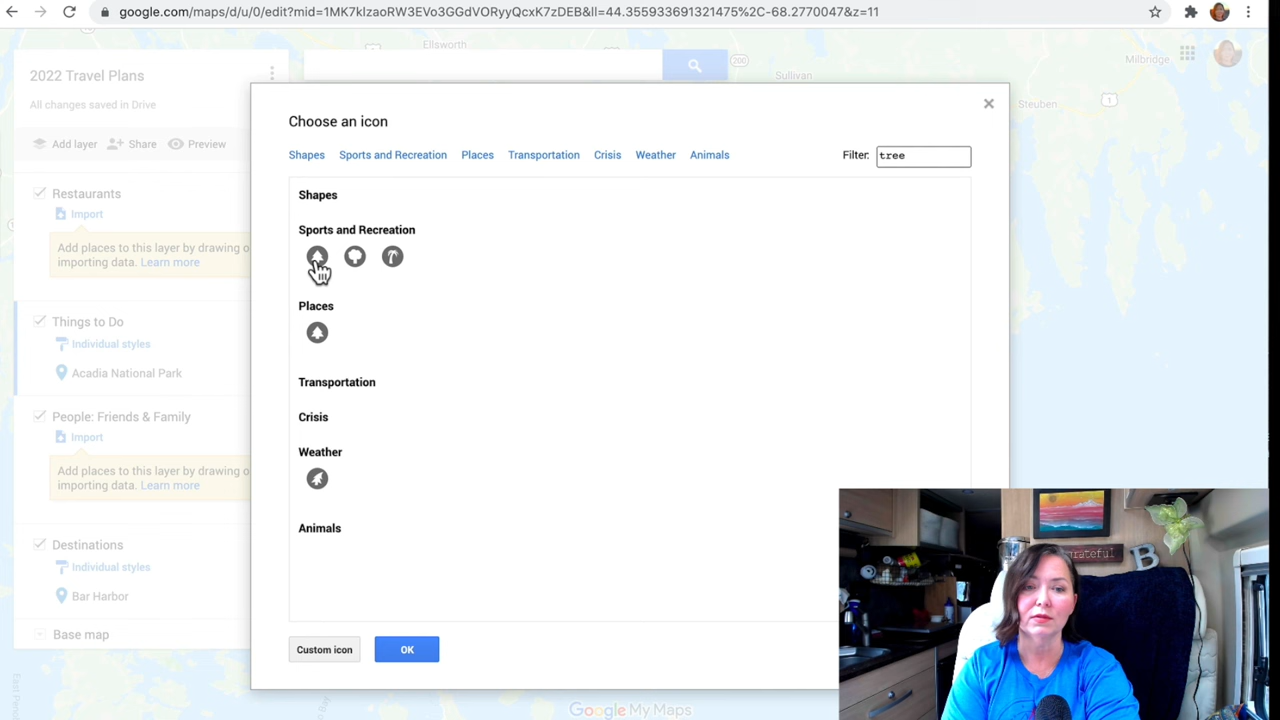 google.com/maps/d/u/0/edit?mid=1MK7kIzaoRW3EVo3GGdVORyyQcxK7zDEB&ll=44.355933691321475%2C-68.2770047&z=11
Ellsworth
2022 Travel Plans
200
Sullivan
Milbridge
All changes saved in Drive
Steuben
1
Add layer
Share
Preview
Choose an icon
Shapes
Sports and Recreation
Places
Transportation
Crisis
Weather
Animals
Filter:
tree
Restaurants
Import
Add places to this layer by drawing o
importing data. Learn more
Things to Do
Individual styles
Acadia National Park
People: Friends & Family
Import
Add places to this layer by drawing o
importing data. Learn more
Destinations
Individual styles
Bar Harbor
Base map
Shapes
Sports and Recreation
Places
Transportation
Crisis
Weather
Animals
Custom icon
OK
Google My Maps
grateful
B